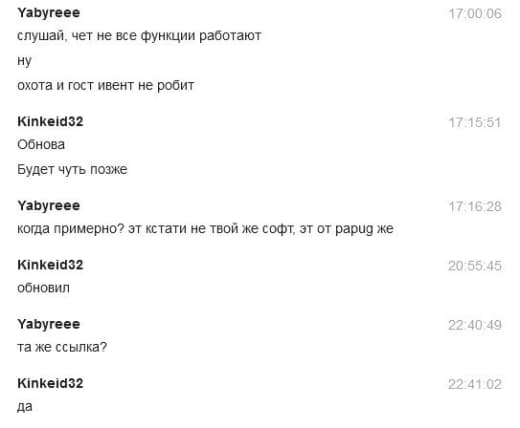 Yabyreee 17:00:06
слушай, чет не все функции работают
ну
охота и гост ивент не робит
Kinkeid32 17:15:51
Обнова
Будет чуть позже
Yabyreee 17:16:28
когда примерно? эт кстати не твой же софт, эт от papug же
Kinkeid32 20:55:45
обновил
Yabyreee 22:40:49
та же ссылка?
Kinkeid32 22:41:02
да